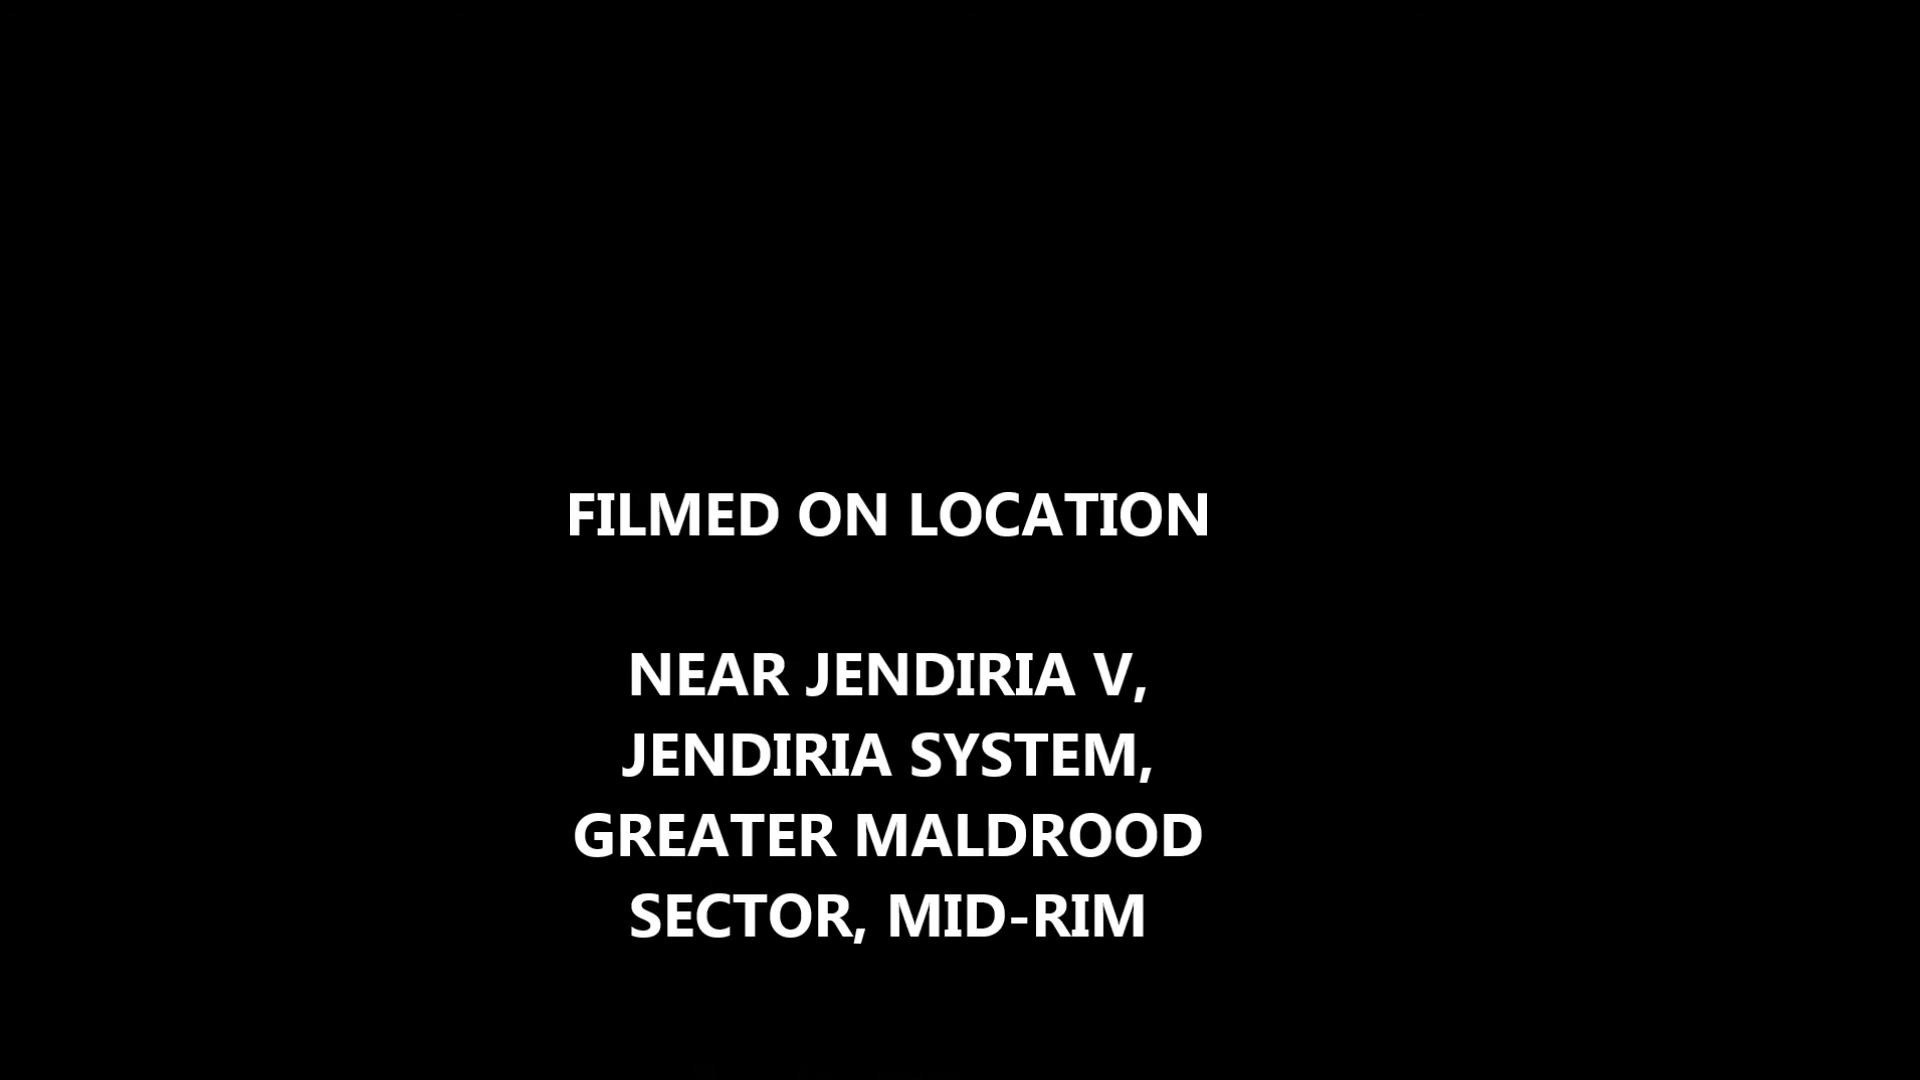 FILMED ON LOCATION
NEAR JENDIRIA V,
JENDIRIA SYSTEM,
GREATER MALDROOD
SECTOR, MID-RIM